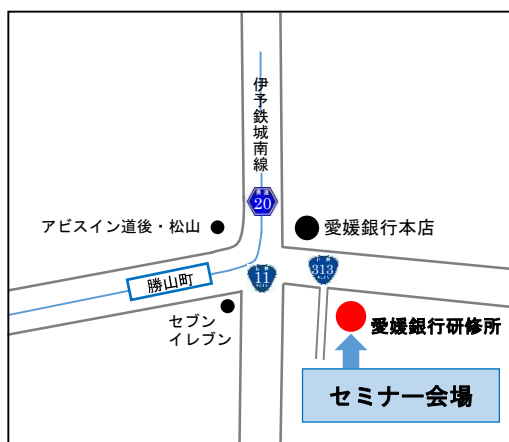 伊予鉄城南線
20
アビスイン道後・松山
愛媛銀行本店
勝山町
11
313
セブン
イレブン
愛媛銀行研修所
セミナー会場